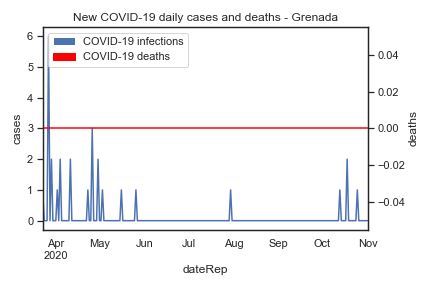 New COVID-19 daily cases and deaths - Grenada
COVID-19 infections
COVID-19 deaths
cases
6
5
4
3
2
1
0
deaths
0.04
0.02
0.00
−0.02
−0.04
Apr May Jun Jul Aug Sep Oct Nov
2020
dateRep